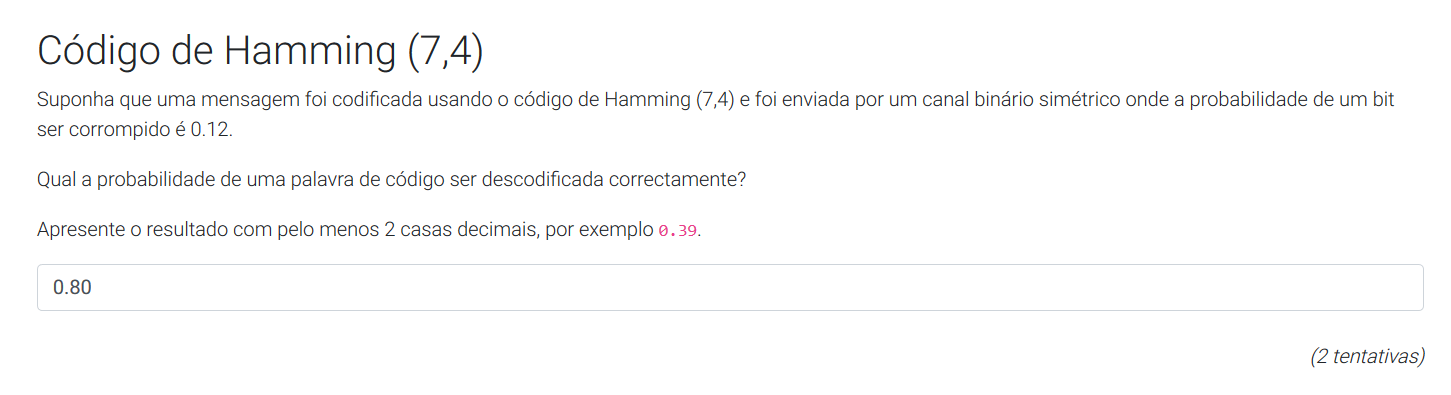 Código de Hamming (7,4)
Suponha que uma mensagem foi codificada usando o código de Hamming (7,4) e foi enviada por um canal binário simétrico onde a probabilidade de um bit
ser corrompido é 0.12.
Qual a probabilidade de uma palavra de código ser descodificada correctamente?
Apresente o resultado com pelo menos 2 casas decimais, por exemplo 0.39.
0.80
(2 tentativas)